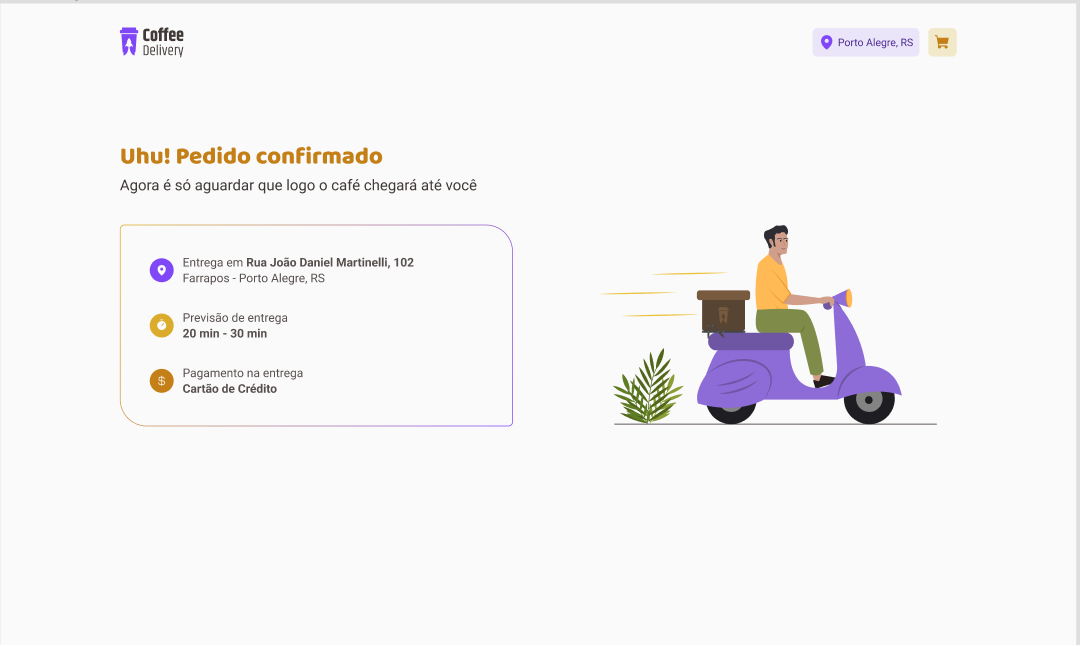 Coffee
Delivery
Porto Alegre, RS
Uhu! Pedido confirmado
Agora é só aguardar que logo o café chegará até você
Entrega em Rua João Daniel Martinelli, 102
Farrapos - Porto Alegre, RS
Previsão de entrega
20 min - 30 min
$
Pagamento na entrega
Cartão de Crédito